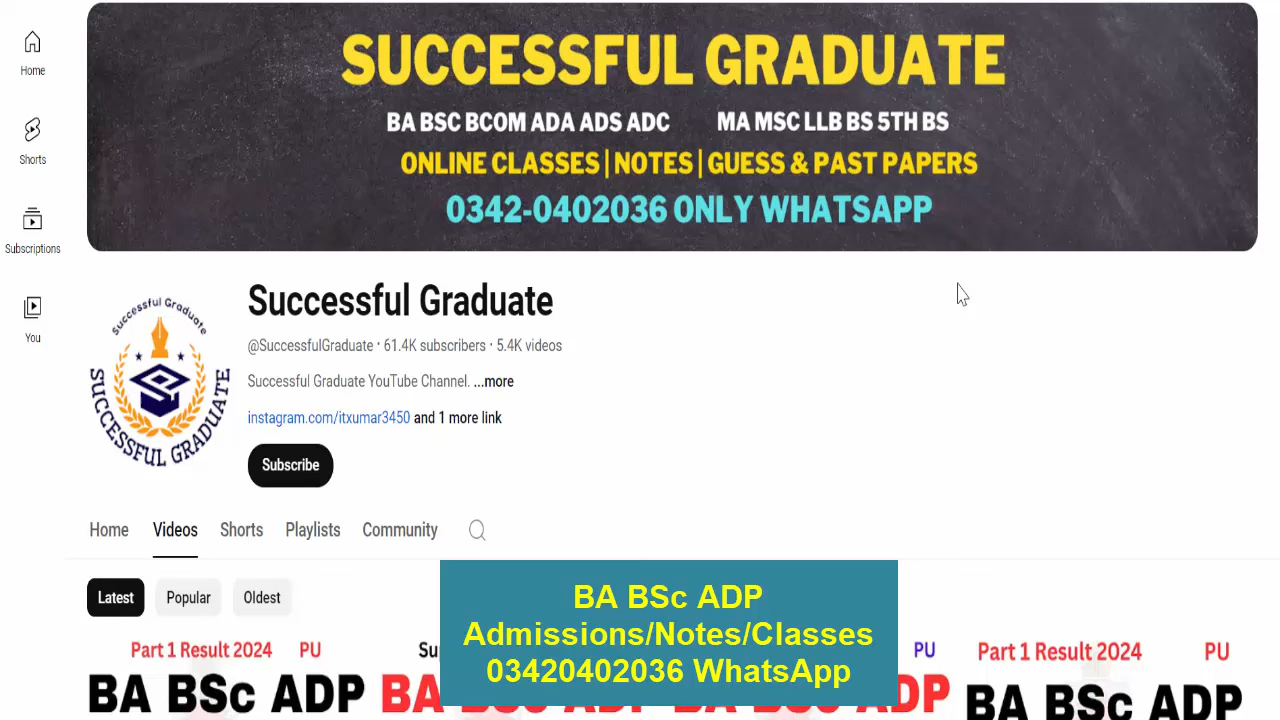 SUCCESSFUL GRADUATE
BA BSC BCOM ADA ADS ADC MA MSC LLB BS 5TH BS
ONLINE CLASSES | NOTES | GUESS & PAST PAPERS
0342-0402036 ONLY WHATSAPP
Home
Shorts
Subscriptions
You
Successful Graduate
SUCCESSFUL GRADUATE
Successful Graduate
@SuccessfulGraduate · 61.4K subscribers · 5.4K videos
Successful Graduate YouTube Channel. ...more
instagram.com/itxumar3450 and 1 more link
Subscribe
Home Videos Shorts Playlists Community
Latest Popular Oldest
BA BSc ADP
Admissions/Notes/Classes
03420402036 WhatsApp
Part 1 Result 2024 PU
BA BSc ADP
PU
Part 1 Result 2024 PU
BA BSc ADP